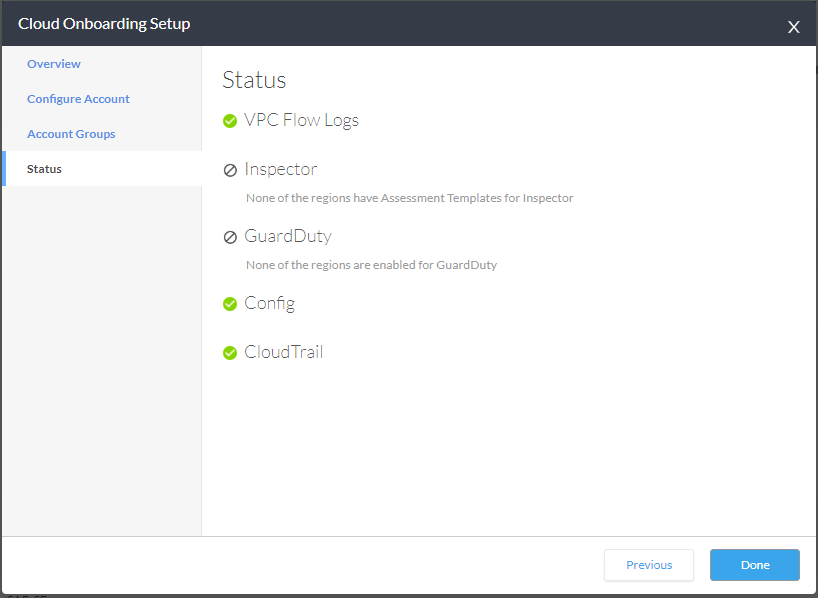 Cloud Onboarding Setup
X
Overview
Configure Account
Account Groups
Status
Status
VPC Flow Logs
Inspector
None of the regions have Assessment Templates for Inspector
GuardDuty
None of the regions are enabled for GuardDuty
Config
CloudTrail
Previous
Done